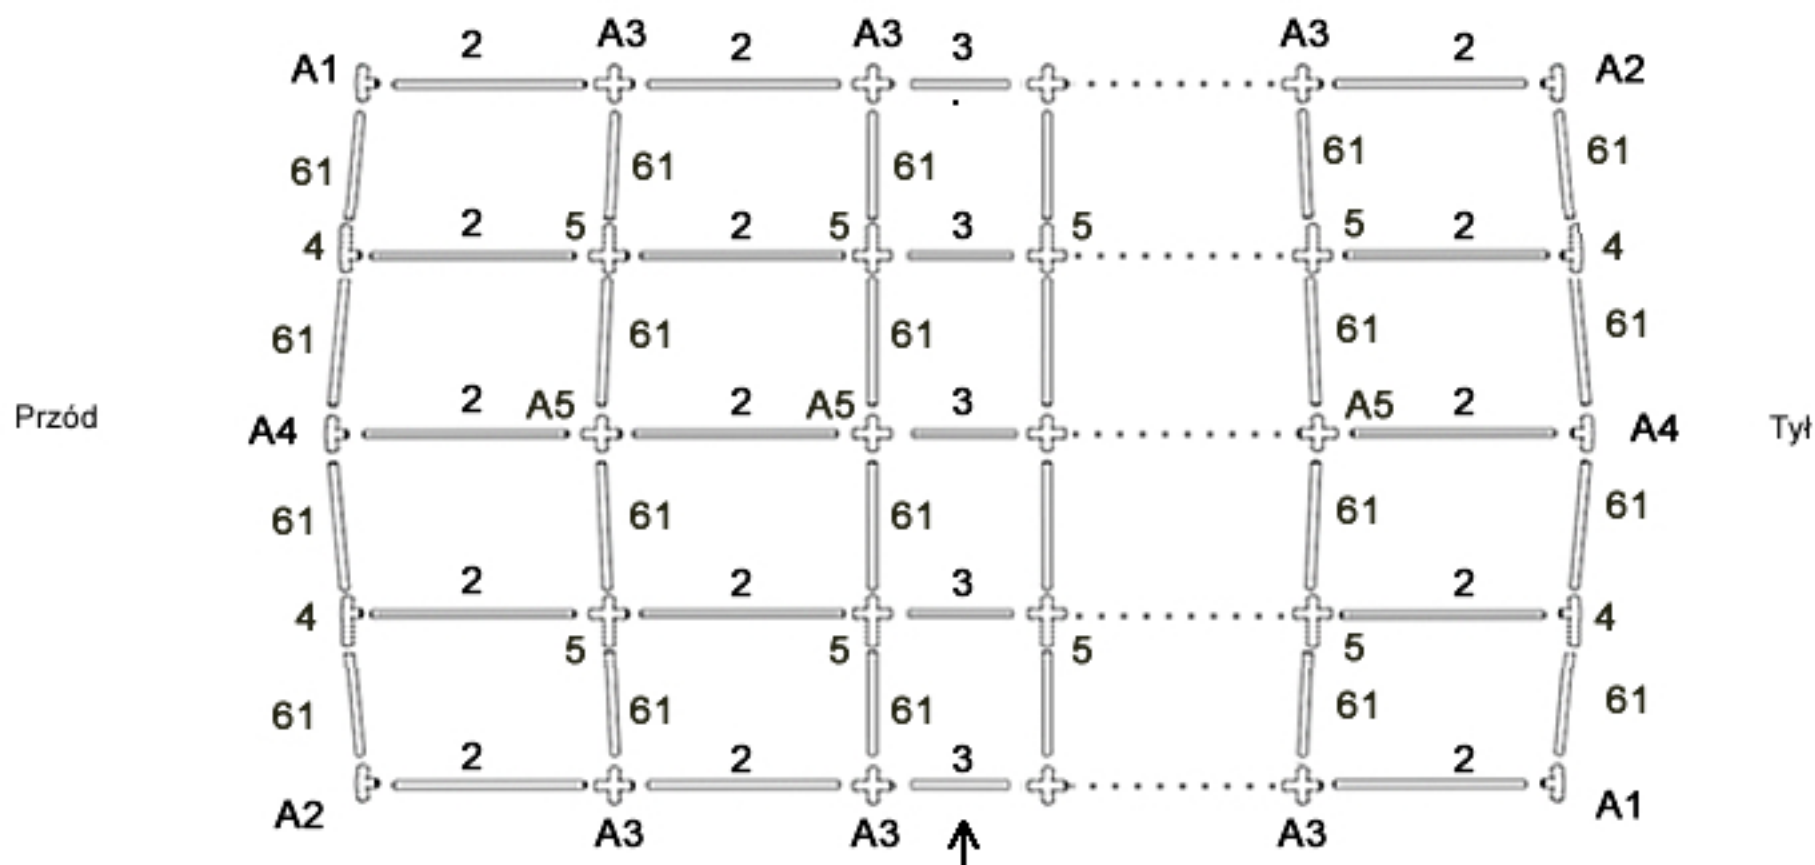 2 A3 2 A3 3 A3 2
A1 A2
61 61 61 61 61
4 2 5 2 5 3 5 5 2 4
61 61 61 61 61
2 A5 2 A5 3 A5 2
Przód A4 A4 Tył
61 61 61 61 61
2 2 3 2
4 4
5 5 5 5
61 61 61 61 61
2 2 3 2
A2 A1
A3 A3 A3